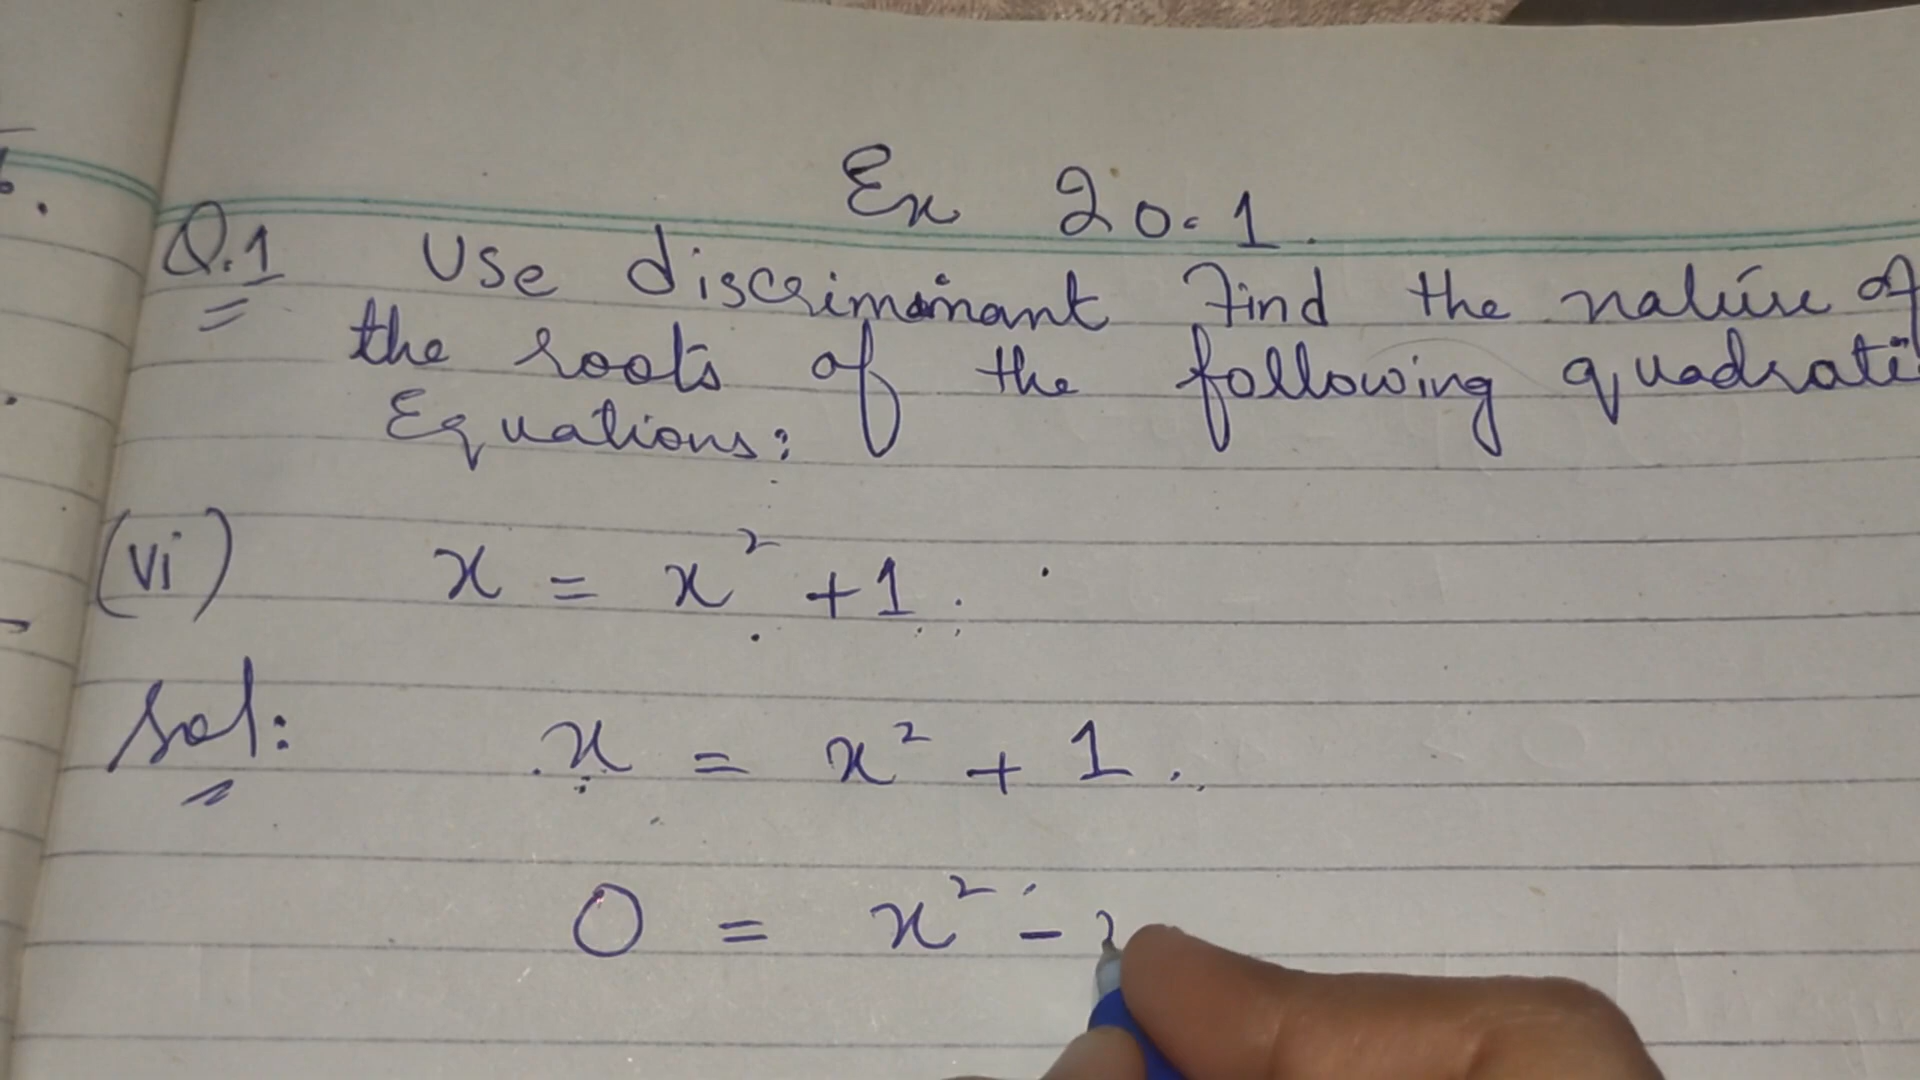 Ex 20.1.
Q.1 Use discriminant find the nature of
the roots of the following quadrati
Equations:
(vi) x = x² + 1.
Sol: x = x² + 1.
0 = x² -